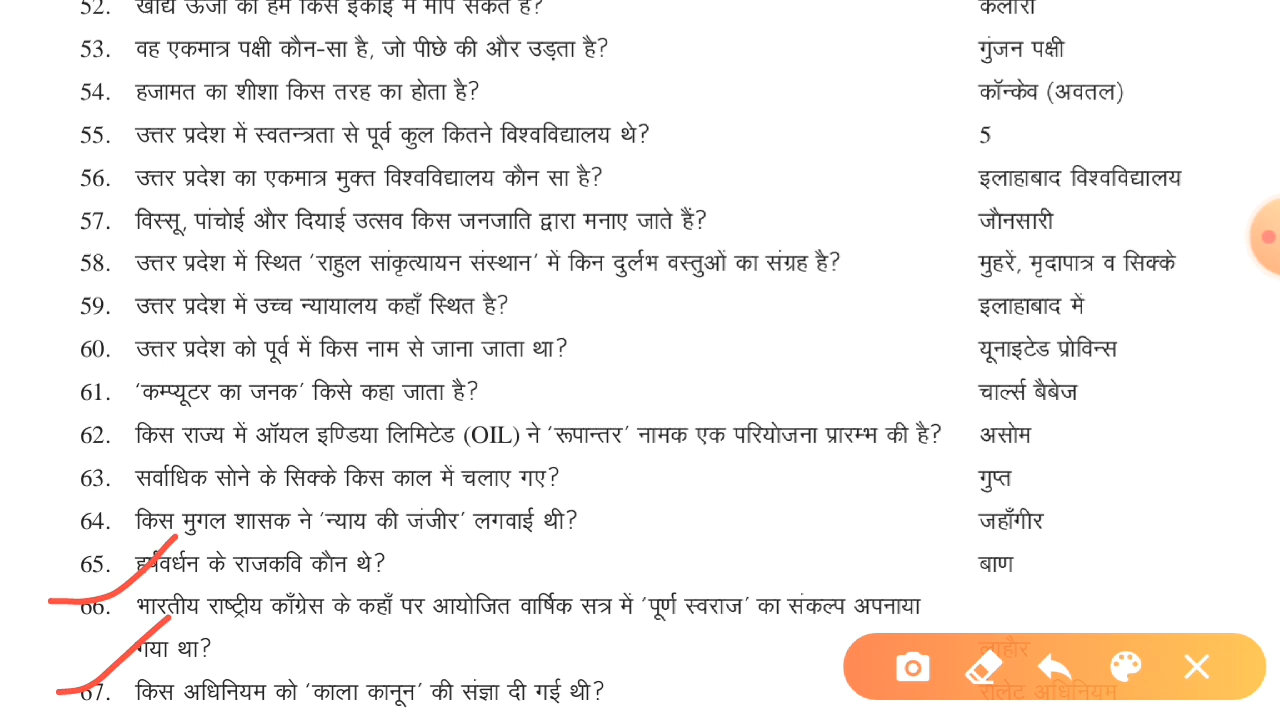 52. खाद्य ऊर्जा को हम किस इकाई में माप सकते हैं? कैलोरी
53. वह एकमात्र पक्षी कौन-सा है, जो पीछे की और उड़ता है? गुंजन पक्षी
54. हजामत का शीशा किस तरह का होता है? कॉन्केव (अवतल)
55. उत्तर प्रदेश में स्वतन्त्रता से पूर्व कुल कितने विश्वविद्यालय थे? 5
56. उत्तर प्रदेश का एकमात्र मुक्त विश्वविद्यालय कौन सा है? इलाहाबाद विश्वविद्यालय
57. विस्सू, पांचोई और दियाई उत्सव किस जनजाति द्वारा मनाए जाते हैं? जौनसारी
58. उत्तर प्रदेश में स्थित 'राहुल सांकृत्यायन संस्थान' में किन दुर्लभ वस्तुओं का संग्रह है? मुहरें, मृदापात्र व सिक्के
59. उत्तर प्रदेश में उच्च न्यायालय कहाँ स्थित है? इलाहाबाद में
60. उत्तर प्रदेश को पूर्व में किस नाम से जाना जाता था? यूनाइटेड प्रोविन्स
61. 'कम्प्यूटर का जनक' किसे कहा जाता है? चार्ल्स बैबेज
62. किस राज्य में ऑयल इण्डिया लिमिटेड (OIL) ने 'रूपान्तर' नामक एक परियोजना प्रारम्भ की है? असोम
63. सर्वाधिक सोने के सिक्के किस काल में चलाए गए? गुप्त
64. किस मुगल शासक ने 'न्याय की जंजीर' लगवाई थी? जहाँगीर
65. हर्षवर्धन के राजकवि कौन थे? बाण
66. भारतीय राष्ट्रीय काँग्रेस के कहाँ पर आयोजित वार्षिक सत्र में 'पूर्ण स्वराज' का संकल्प अपनाया
गया था? लाहौर
67. किस अधिनियम को 'काला कानून' की संज्ञा दी गई थी? रॉलेट अधिनियम